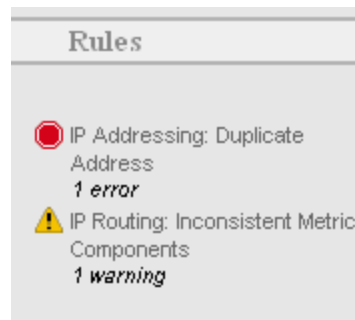 Rules
IP Addressing: Duplicate
Address
1 error
IP Routing: Inconsistent Metric
Components
1 warning